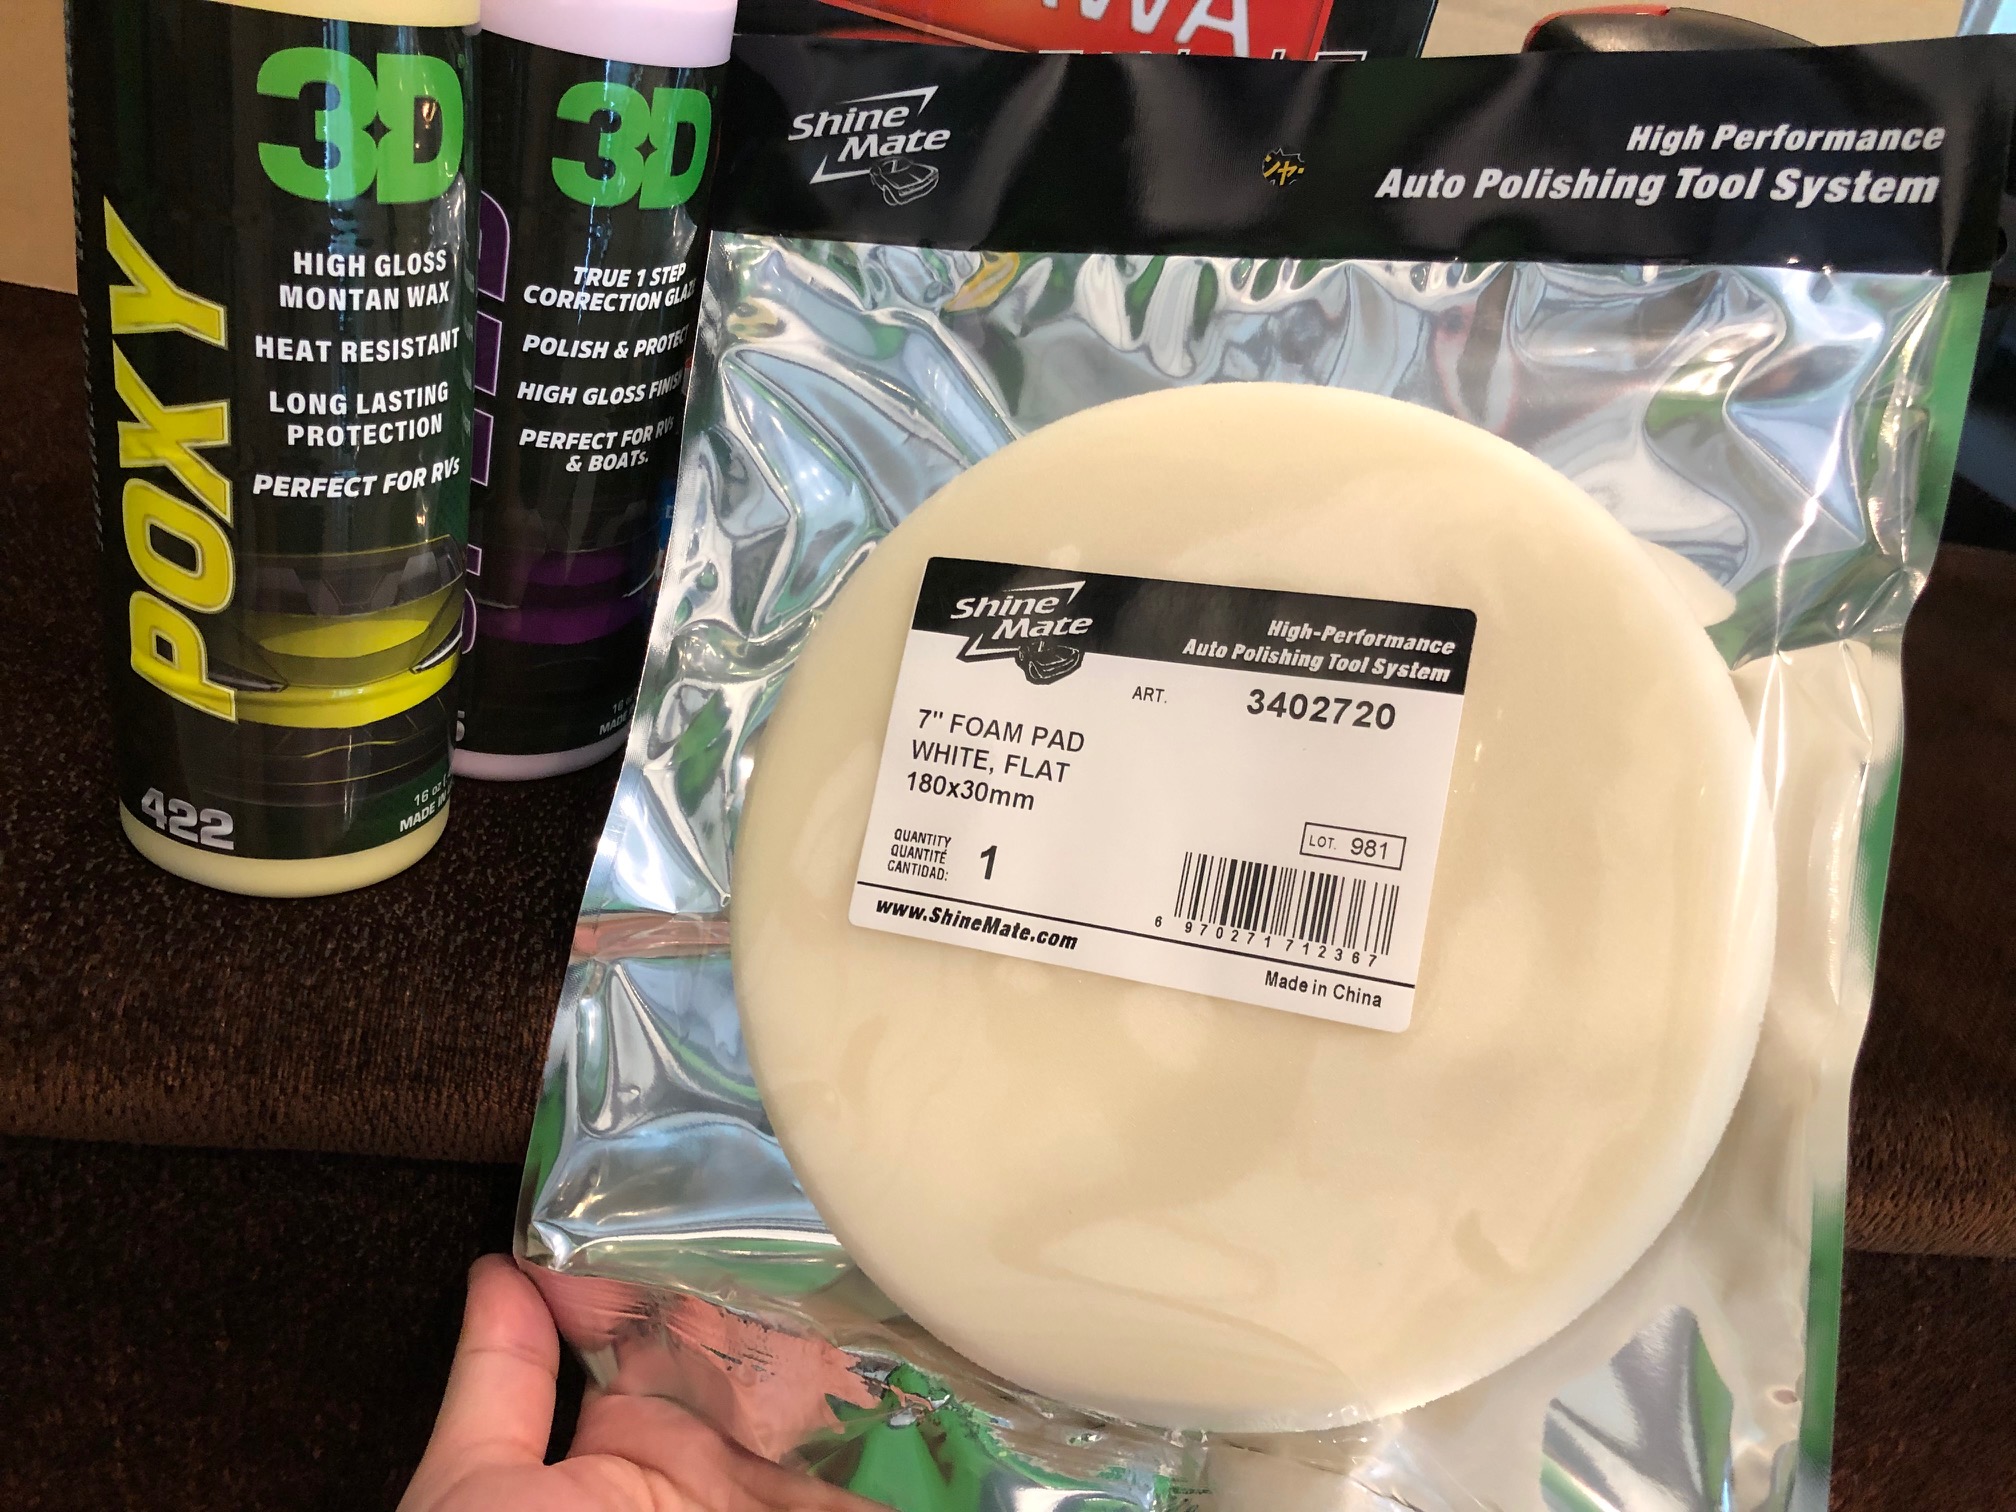 3D
HIGH GLOSS
MONTAN WAX
HEAT RESISTANT
LONG LASTING
PROTECTION
PERFECT FOR RVs
POXY
422
16 oz
MADE IN
3D
TRUE 1 STEP
CORRECTION GLAZE
POLISH & PROTECT
HIGH GLOSS FINISH
PERFECT FOR RVs
& BOATs.
MADE
Shine
Mate
High Performance
Auto Polishing Tool System
Shine
Mate
High-Performance
Auto Polishing Tool System
ART. 3402720
7" FOAM PAD
WHITE, FLAT
180x30mm
QUANTITY
QUANTITÉ
CANTIDAD:
1
LOT. 981
6 970271 712367
www.ShineMate.com
Made in China